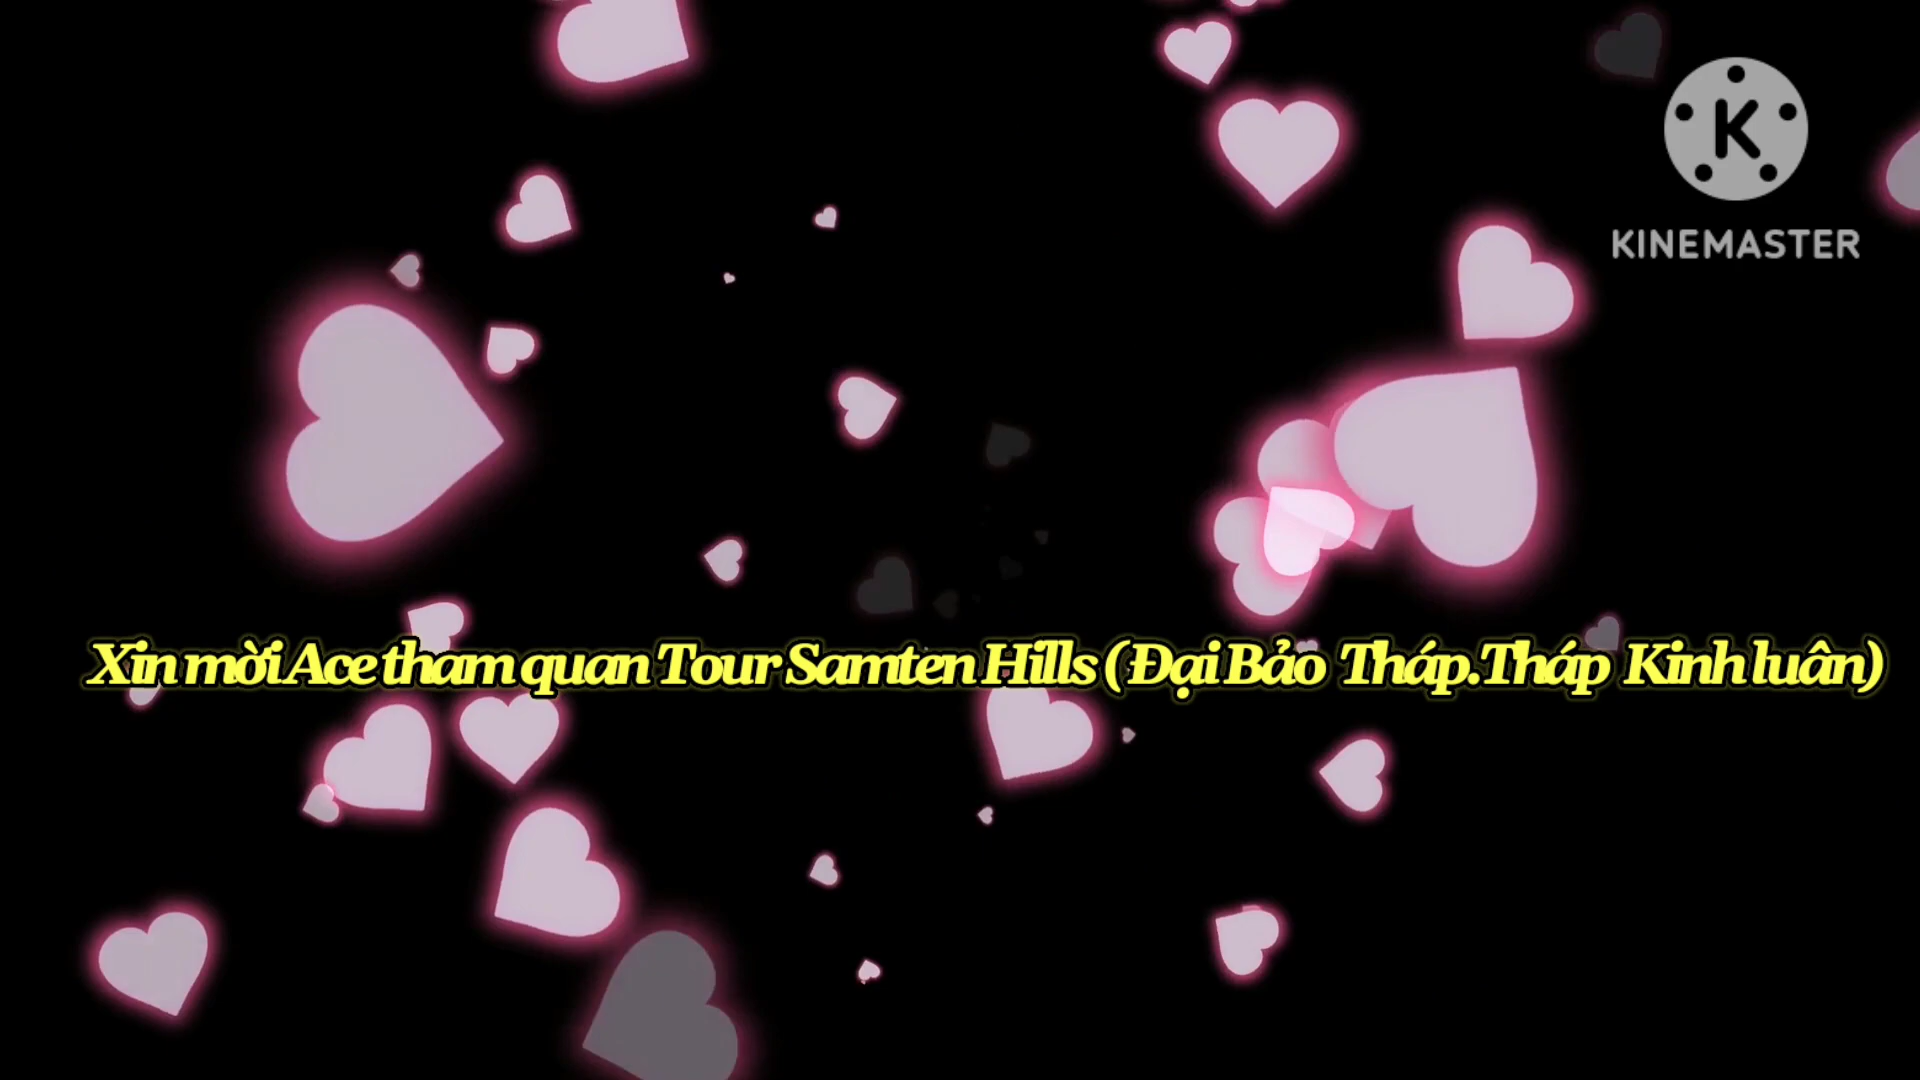 K
KINEMASTER
Xin mời Ace tham quan Tour Samten Hills ( Đại Bảo Tháp.Tháp Kinh luân)